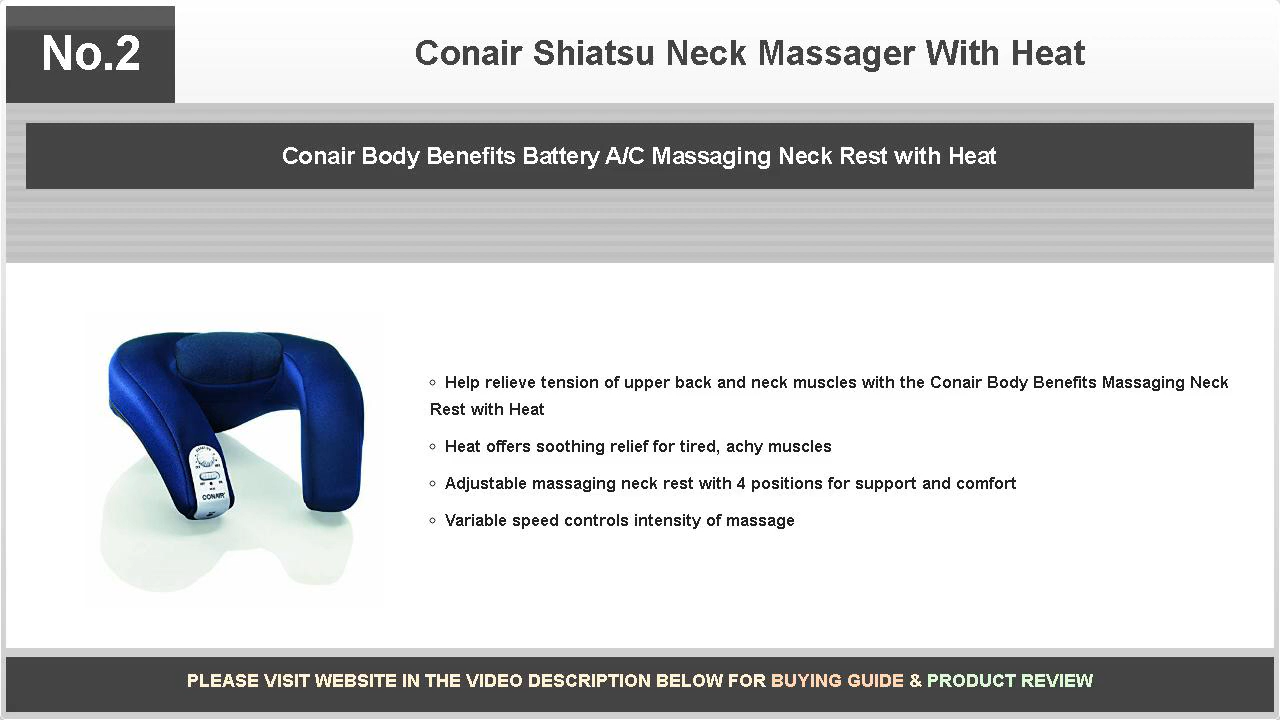 No.2
Conair Shiatsu Neck Massager With Heat
Conair Body Benefits Battery A/C Massaging Neck Rest with Heat
Help relieve tension of upper back and neck muscles with the Conair Body Benefits Massaging Neck
Rest with Heat
Heat offers soothing relief for tired, achy muscles
Adjustable massaging neck rest with 4 positions for support and comfort
Variable speed controls intensity of massage
CONAIR
PLEASE VISIT WEBSITE IN THE VIDEO DESCRIPTION BELOW FOR BUYING GUIDE & PRODUCT REVIEW